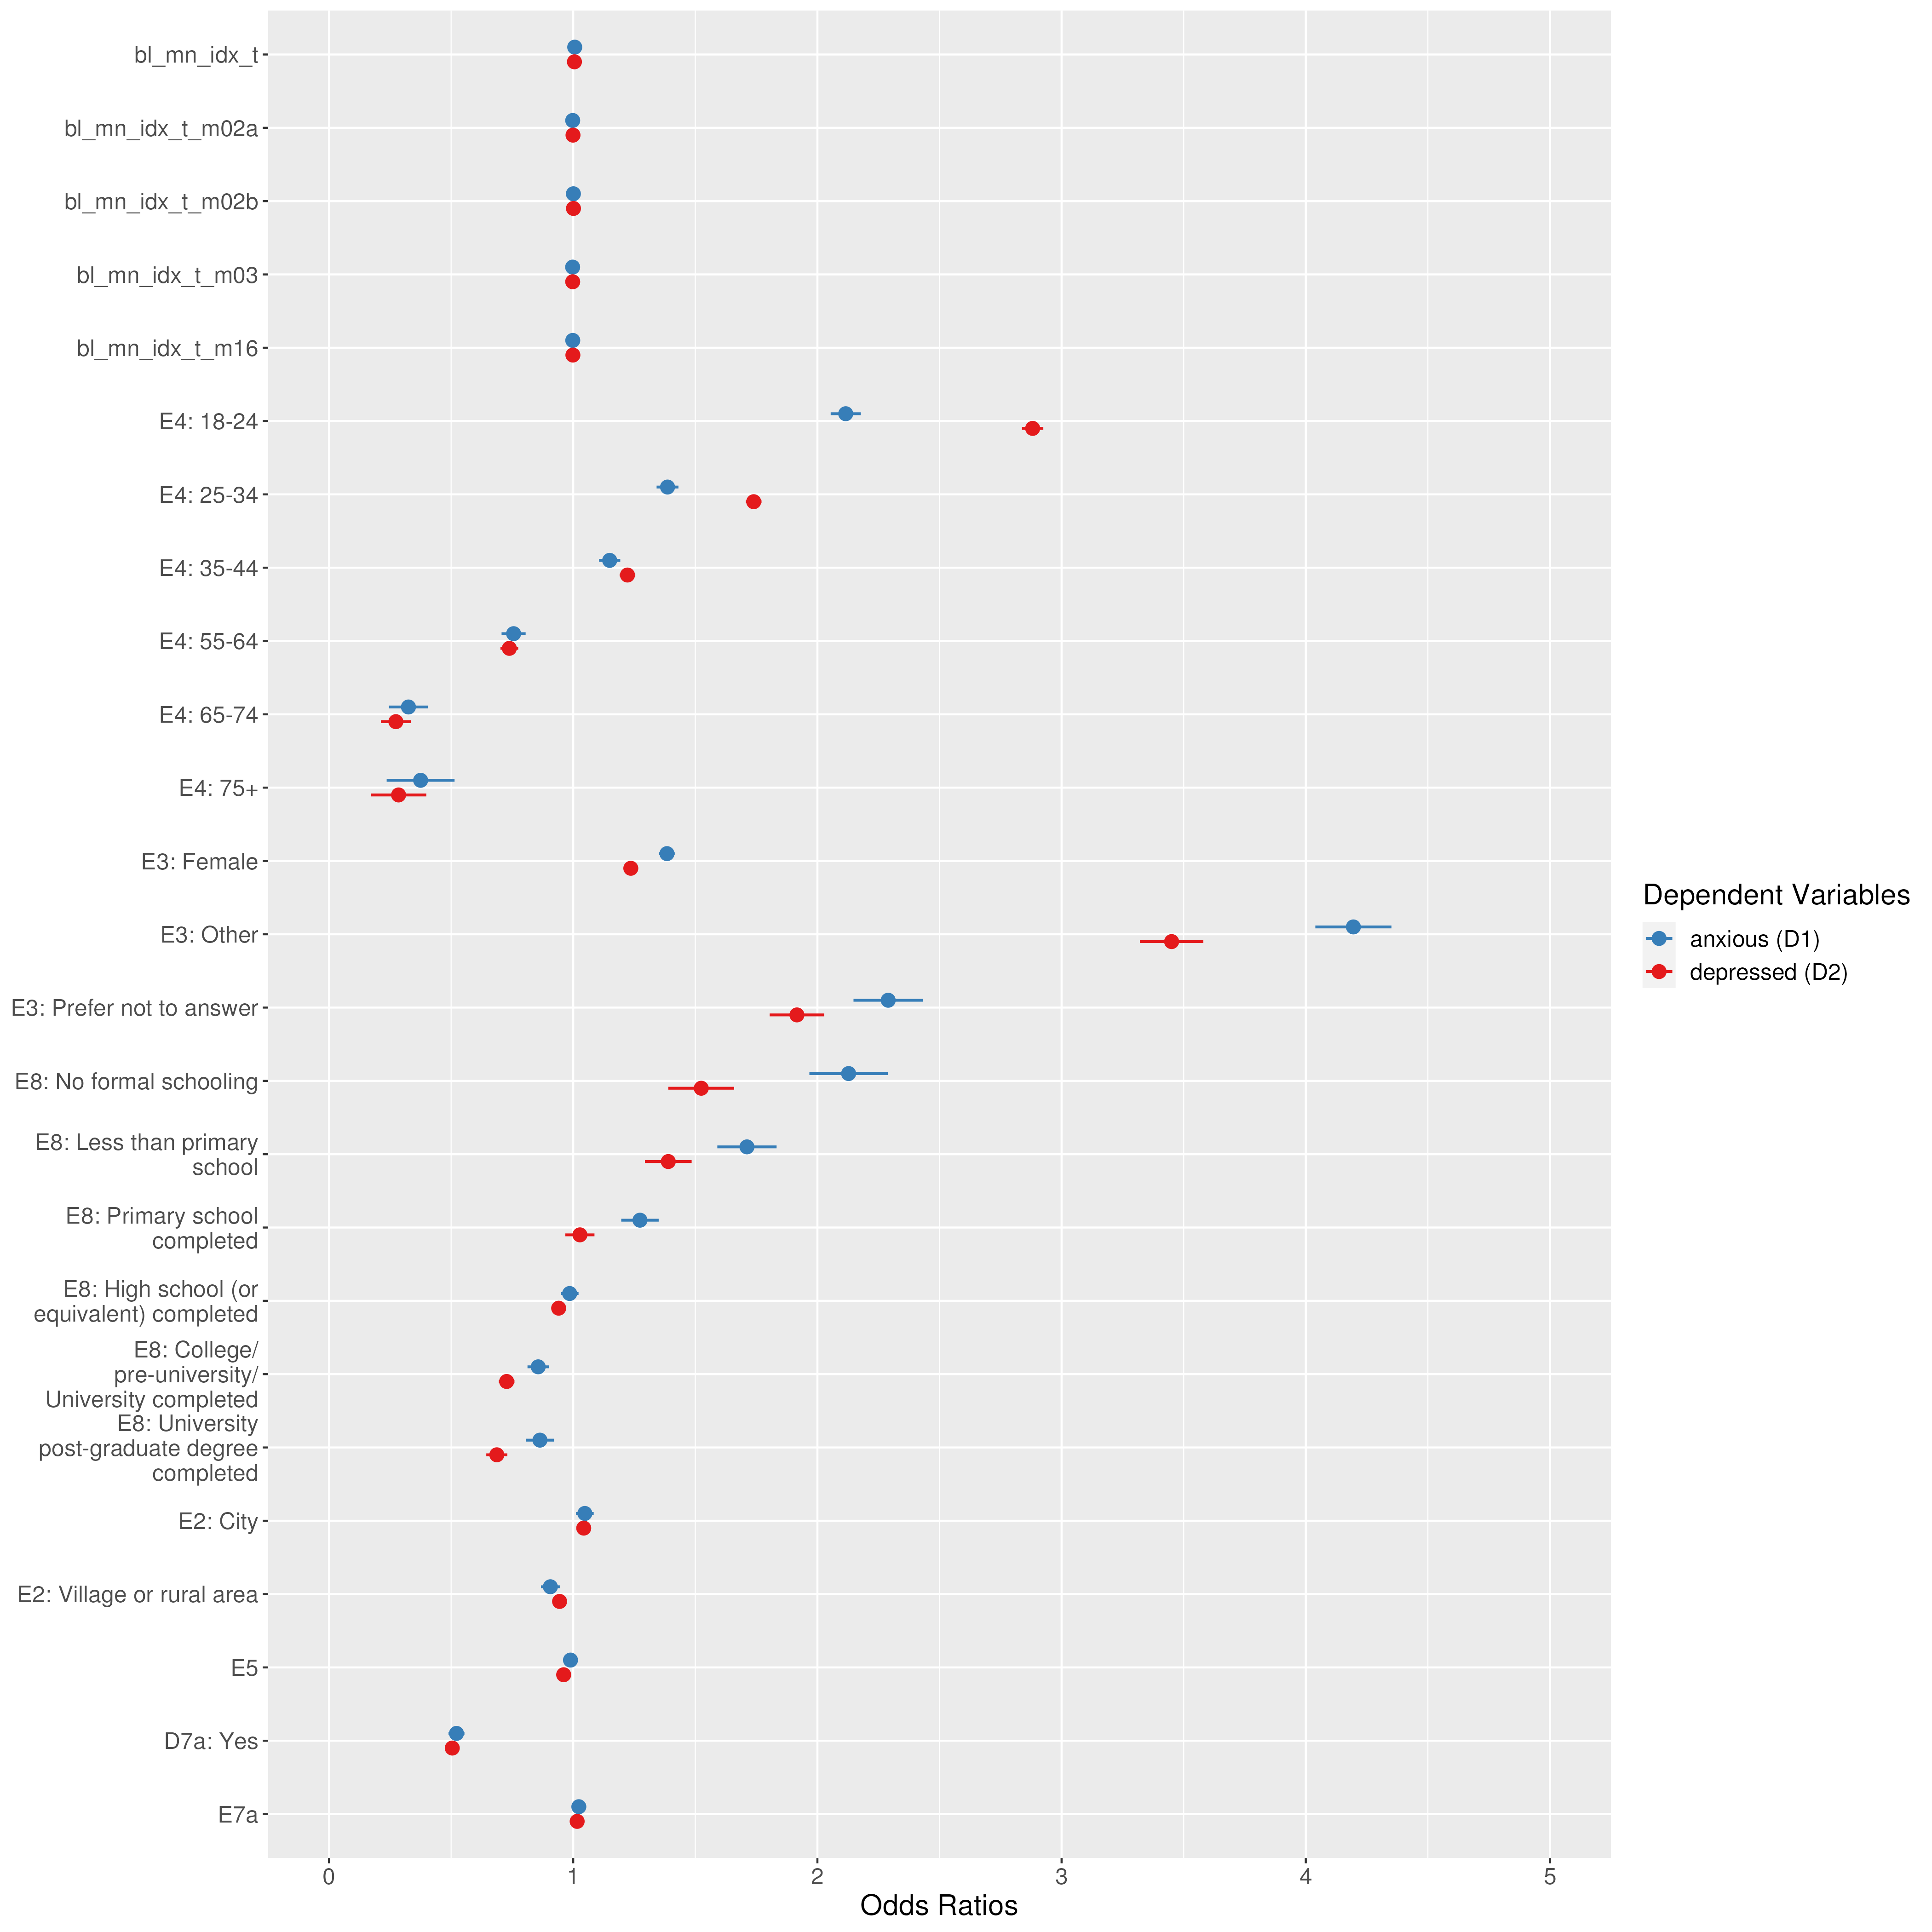 bl_mn_idx_t
bl_mn_idx_t_m02a
bl_mn_idx_t_m02b
bl_mn_idx_t_m03
bl_mn_idx_t_m16
E4: 18-24
E4: 25-34
E4: 35-44
E4: 55-64
E4: 65-74
E4: 75+
E3: Female
E3: Other
E3: Prefer not to answer
E8: No formal schooling
E8: Less than primary
school
E8: Primary school
completed
E8: High school (or
equivalent) completed
E8: College/
pre-university/
University completed
E8: University
post-graduate degree
completed
E2: City
E2: Village or rural area
E5
D7a: Yes
E7a
0 1 2 3 4 5
Odds Ratios
Dependent Variables
anxious (D1)
depressed (D2)